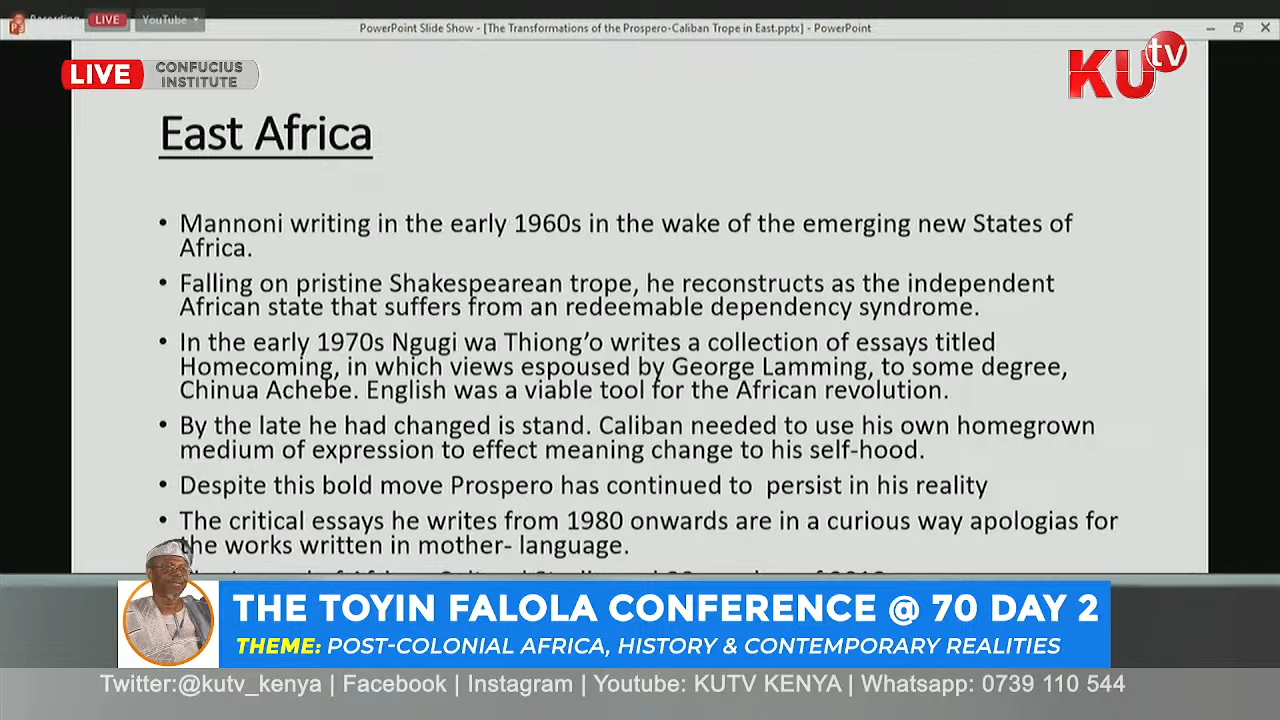 Recording
LIVE
YouTube
PowerPoint Slide Show - [The Transformations of the Prospero-Caliban Trope in East.pptx] - PowerPoint
LIVE
CONFUCIUS
INSTITUTE
KU tv
East Africa
• Mannoni writing in the early 1960s in the wake of the emerging new States of
Africa.
• Falling on pristine Shakespearean trope, he reconstructs as the independent
African state that suffers from an redeemable dependency syndrome.
• In the early 1970s Ngugi wa Thiong’o writes a collection of essays titled
Homecoming, in which views espoused by George Lamming, to some degree,
Chinua Achebe. English was a viable tool for the African revolution.
• By the late he had changed is stand. Caliban needed to use his own homegrown
medium of expression to effect meaning change to his self-hood.
• Despite this bold move Prospero has continued to  persist in his reality
• The critical essays he writes from 1980 onwards are in a curious way apologias for
the works written in mother- language.
THE TOYIN FALOLA CONFERENCE @ 70 DAY 2
THEME: POST-COLONIAL AFRICA, HISTORY & CONTEMPORARY REALITIES
Twitter:@kutv_kenya | Facebook | Instagram | Youtube: KUTV KENYA | Whatsapp: 0739 110 544